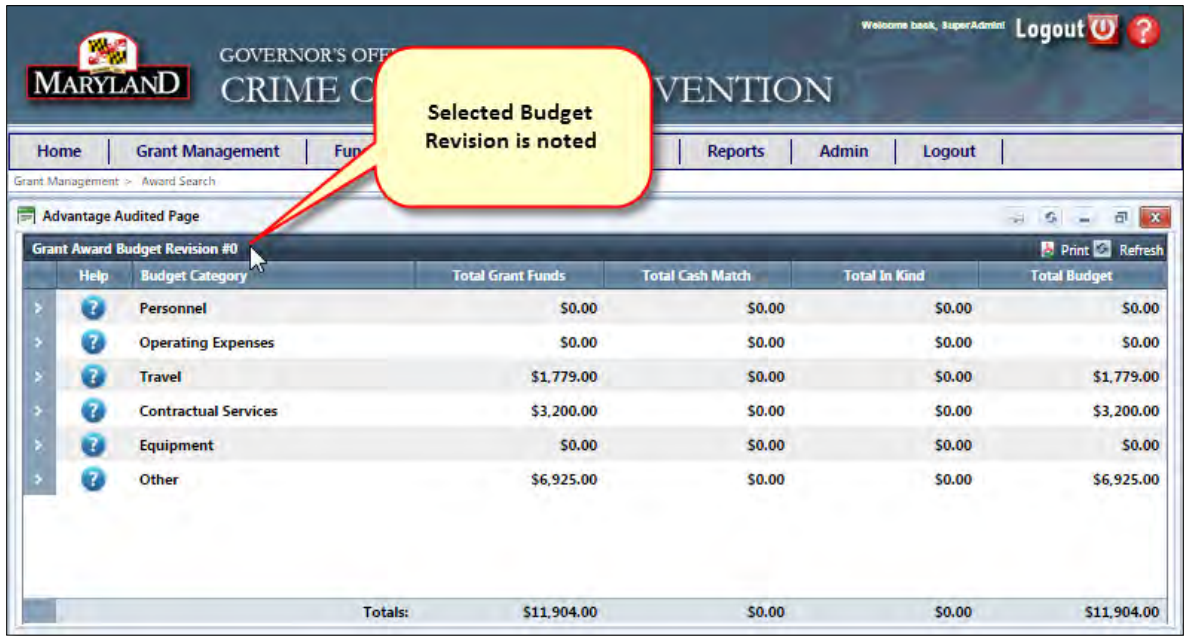 Welcome back, SuperAdmin!
Logout
?
MARYLAND
GOVERNOR'S OFF
CRIME C
VENTION
Selected Budget
Revision is noted
Home | Grant Management | Fun | Reports | Admin | Logout |
Grant Management > Award Search
Advantage Audited Page
Grant Award Budget Revision #0 Print Refresh
Help Budget Category Total Grant Funds Total Cash Match Total In Kind Total Budget
> ? Personnel $0.00 $0.00 $0.00 $0.00
> ? Operating Expenses $0.00 $0.00 $0.00 $0.00
> ? Travel $1,779.00 $0.00 $0.00 $1,779.00
> ? Contractual Services $3,200.00 $0.00 $0.00 $3,200.00
> ? Equipment $0.00 $0.00 $0.00 $0.00
> ? Other $6,925.00 $0.00 $0.00 $6,925.00
Totals: $11,904.00 $0.00 $0.00 $11,904.00